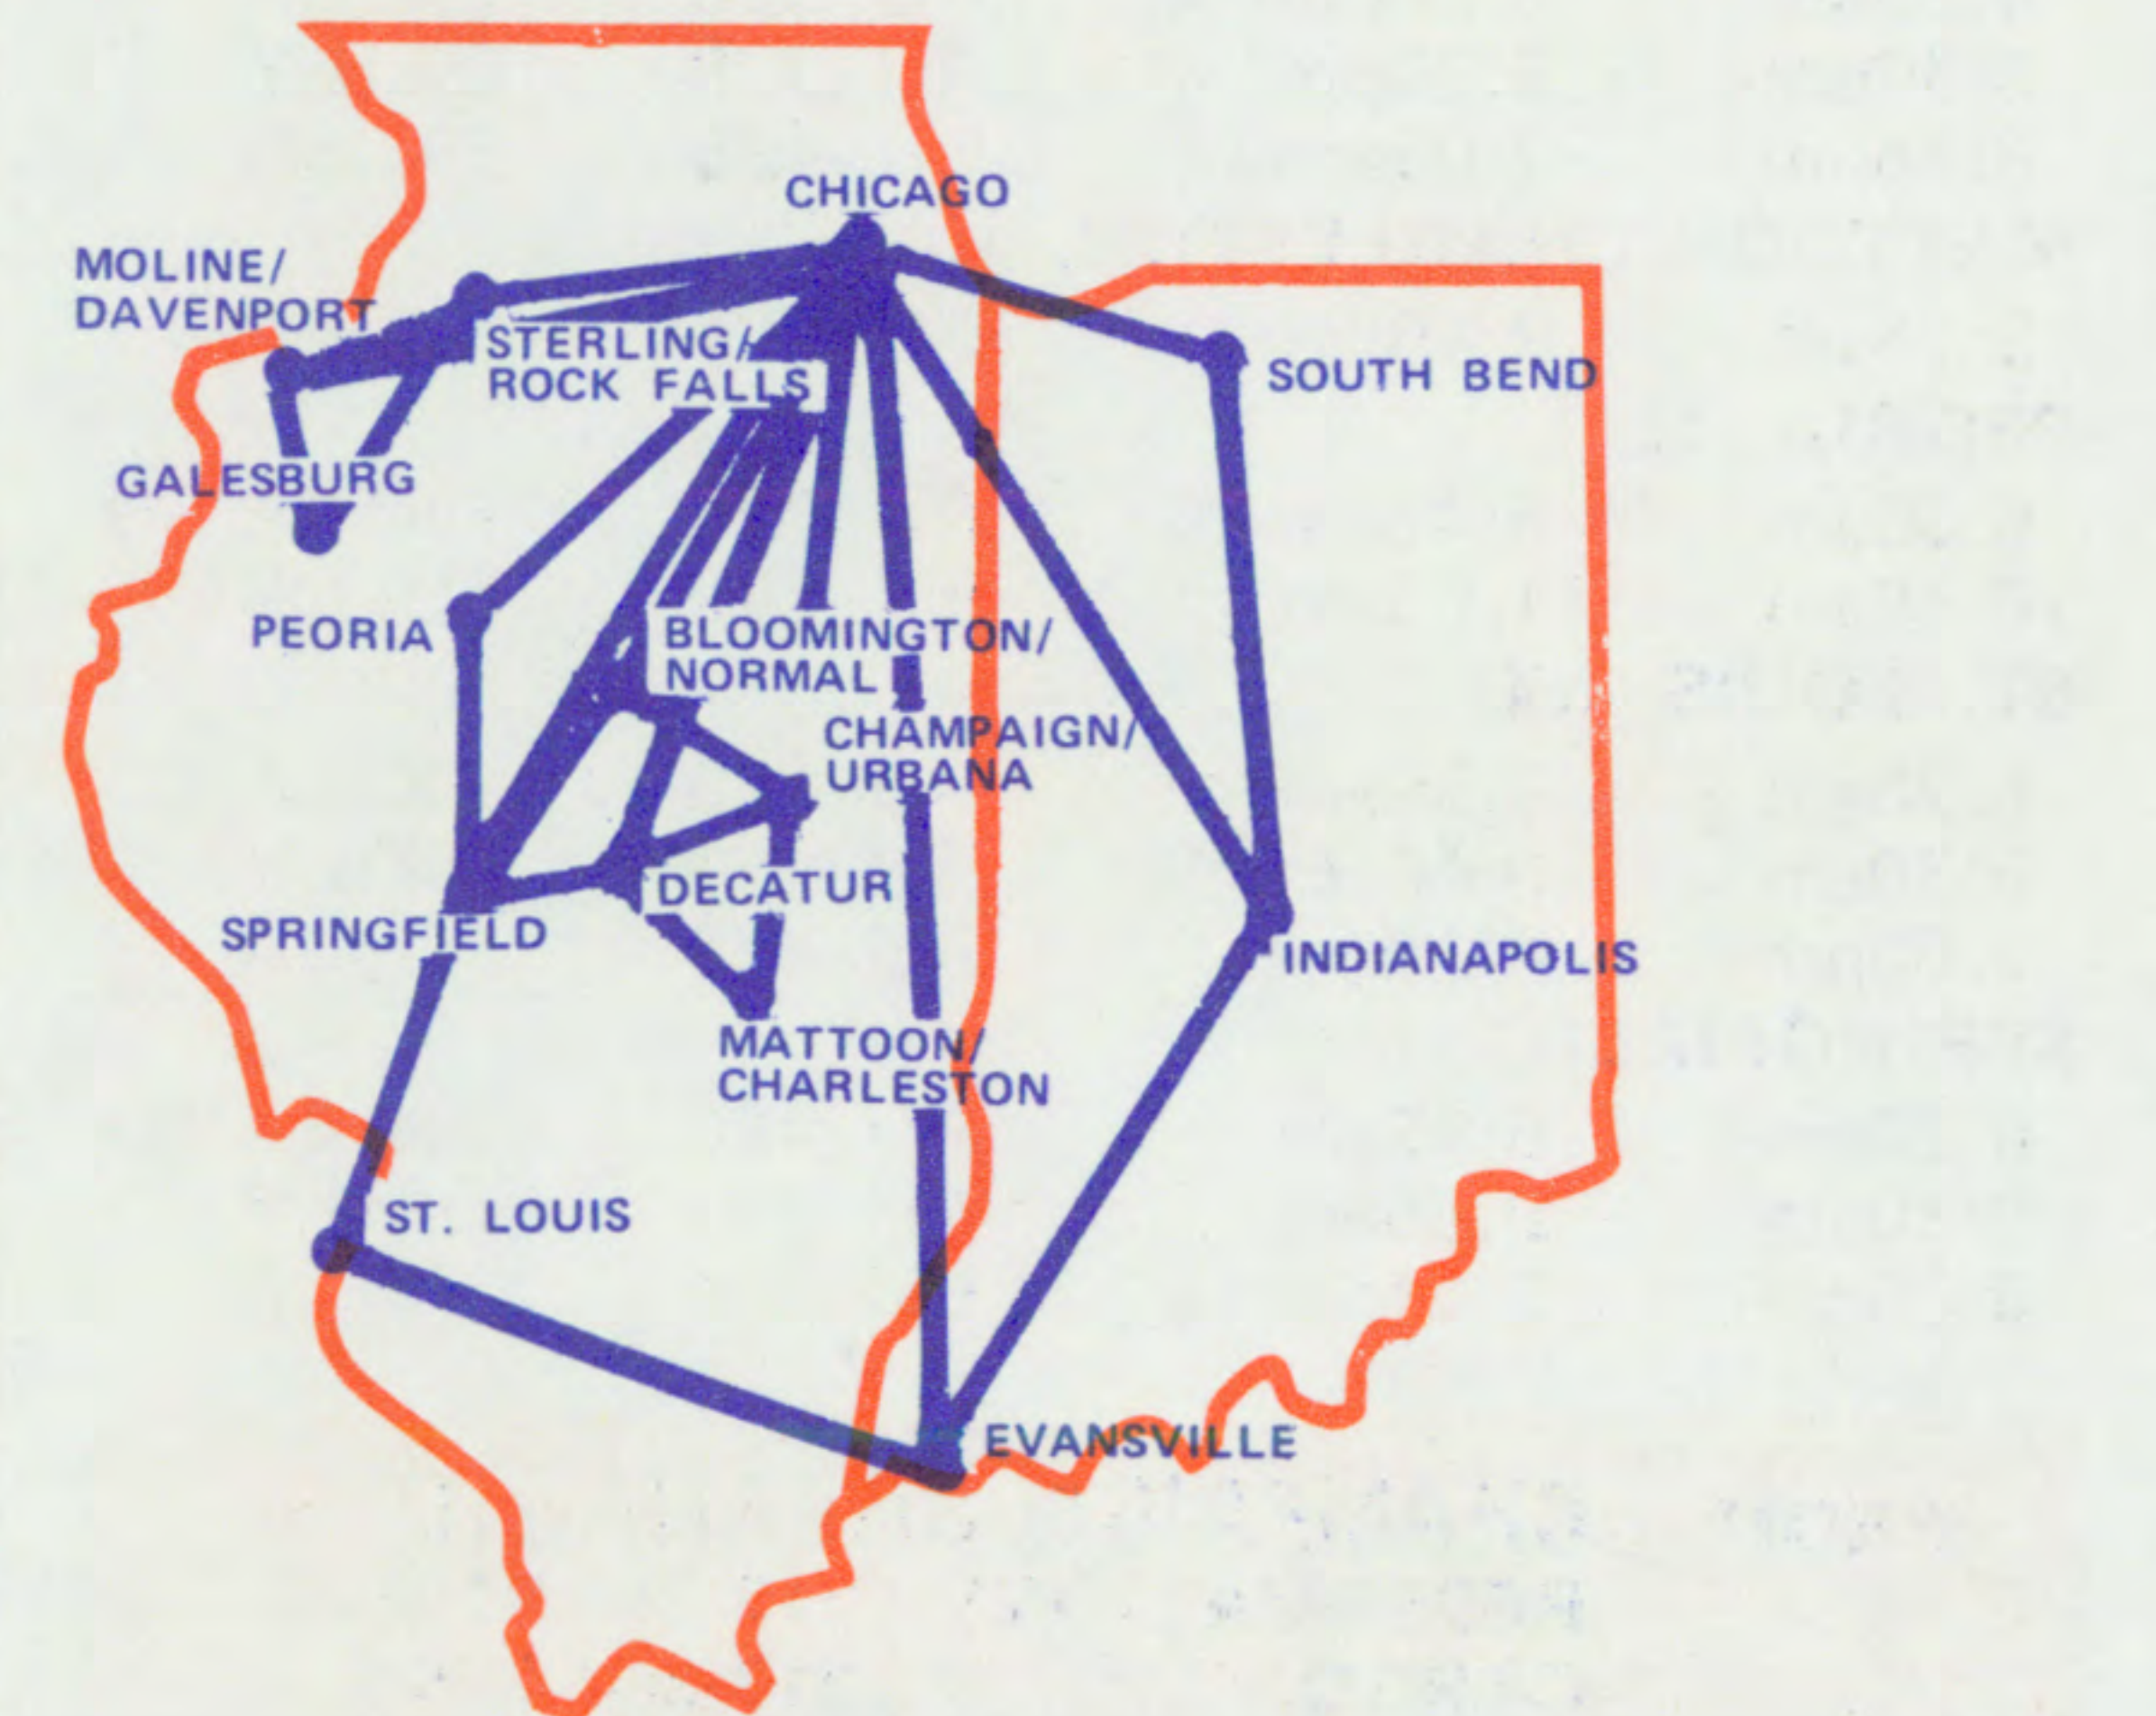 CHICAGO
MOLINE/
DAVENPORT
STERLING/
ROCK FALLS
SOUTH BEND
GALESBURG
PEORIA
BLOOMINGTON/
NORMAL
CHAMPAIGN/
URBANA
DECATUR
SPRINGFIELD
INDIANAPOLIS
MATTOON/
CHARLESTON
ST. LOUIS
EVANSVILLE